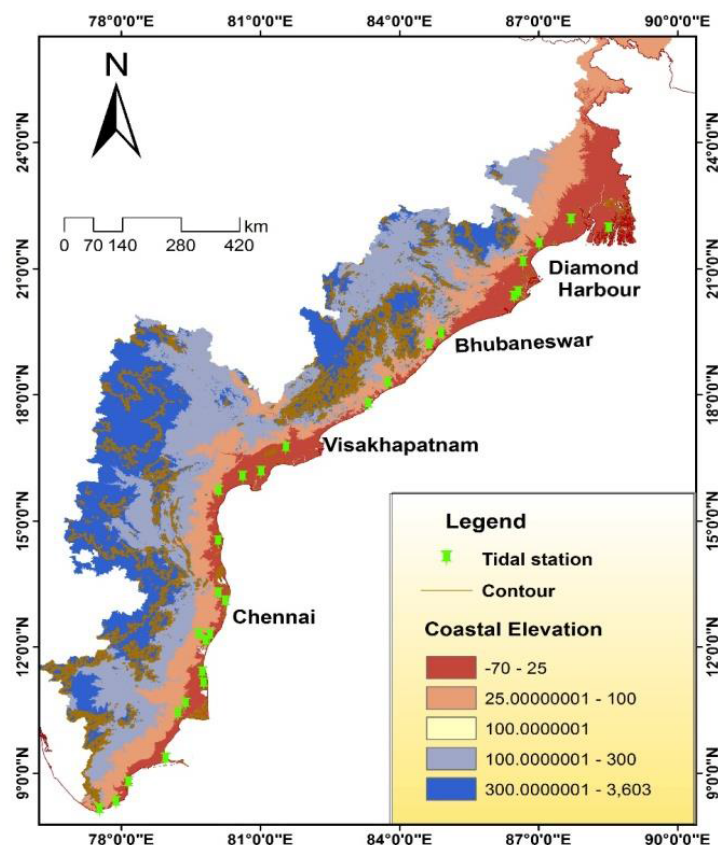 78°0'0"E 81°0'0"E 84°0'0"E 87°0'0"E 90°0'0"E
N
km
0 70 140 280 420
24°0'0"N 24°0'0"N
21°0'0"N 21°0'0"N
18°0'0"N 18°0'0"N
15°0'0"N 15°0'0"N
12°0'0"N 12°0'0"N
9°0'0"N 9°0'0"N
Diamond
Harbour
Bhubaneswar
Visakhapatnam
Chennai
Legend
Tidal station
Contour
Coastal Elevation
-70 - 25
25.00000001 - 100
100.0000001
100.0000001 - 300
300.0000001 - 3,603
78°0'0"E 81°0'0"E 84°0'0"E 87°0'0"E 90°0'0"E